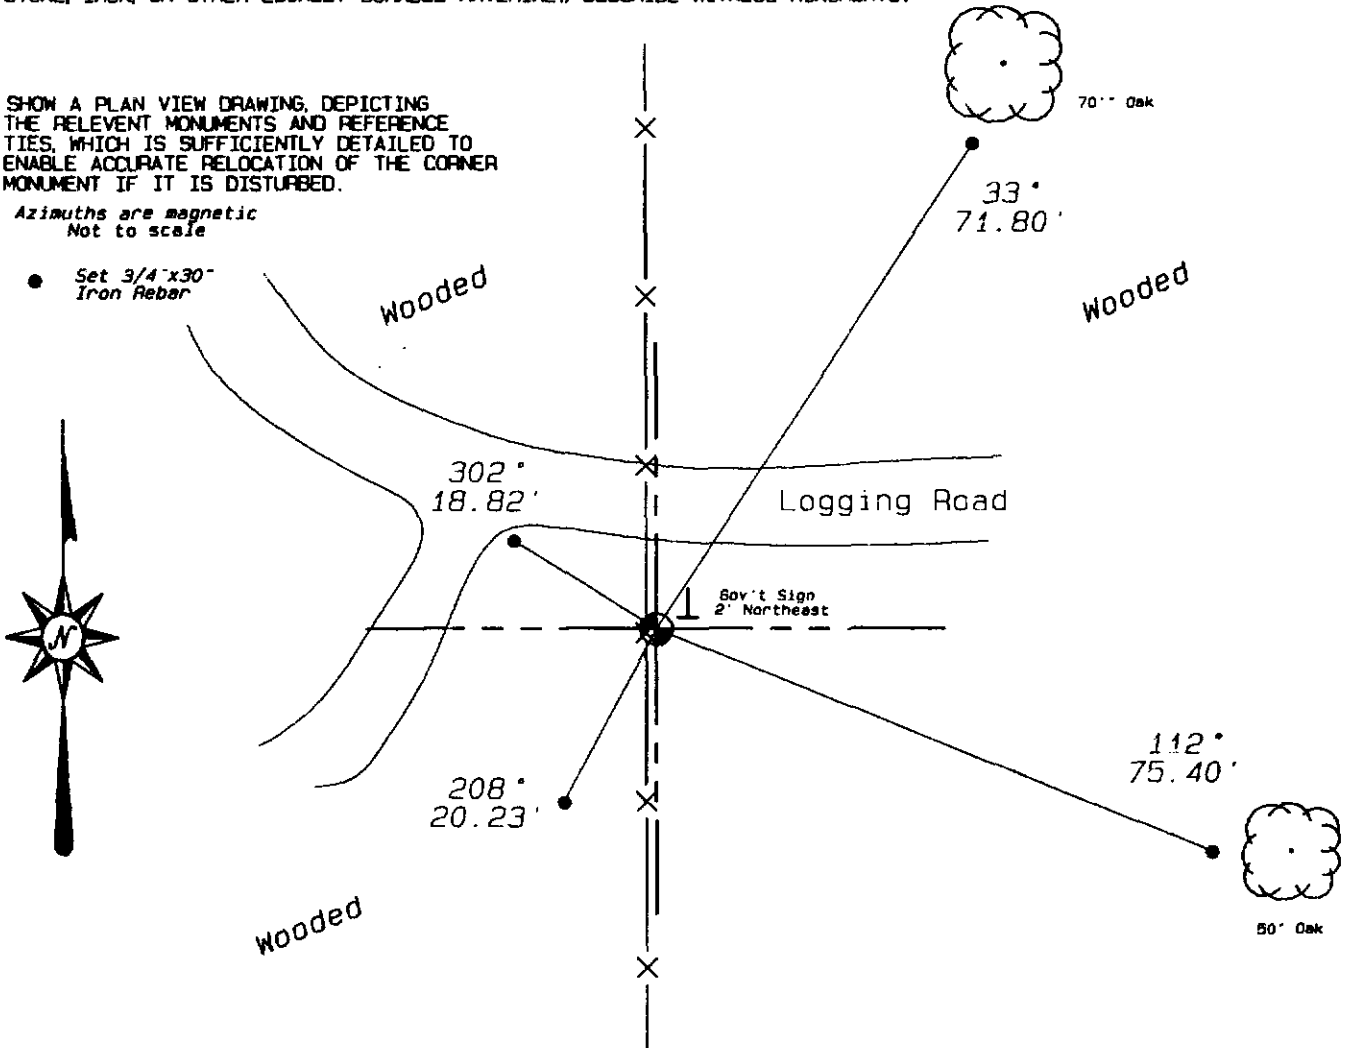 SHOW A PLAN VIEW DRAWING, DEPICTING
THE RELEVENT MONUMENTS AND REFERENCE
TIES, WHICH IS SUFFICIENTLY DETAILED TO
ENABLE ACCURATE RELOCATION OF THE CORNER
MONUMENT IF IT IS DISTURBED.
Azimuths are magnetic
Not to scale
Set 3/4"x30"
Iron Rebar
70" Oak
33°
71.80'
Wooded
Wooded
302°
18.82'
Logging Road
Gov't Sign
2' Northeast
N
112°
75.40'
208°
20.23'
Wooded
50" Oak